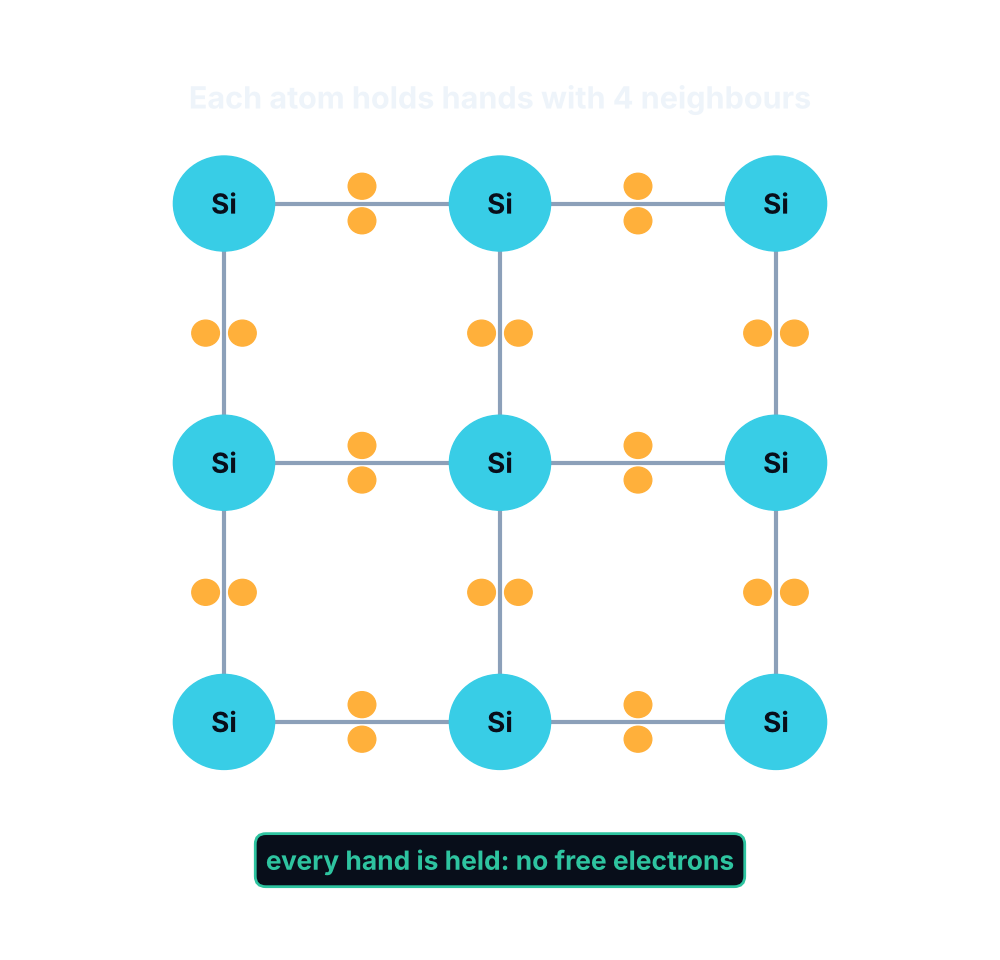 Each atom holds hands with 4 neighbours
Si Si Si
Si Si Si
Si Si Si
every hand is held: no free electrons